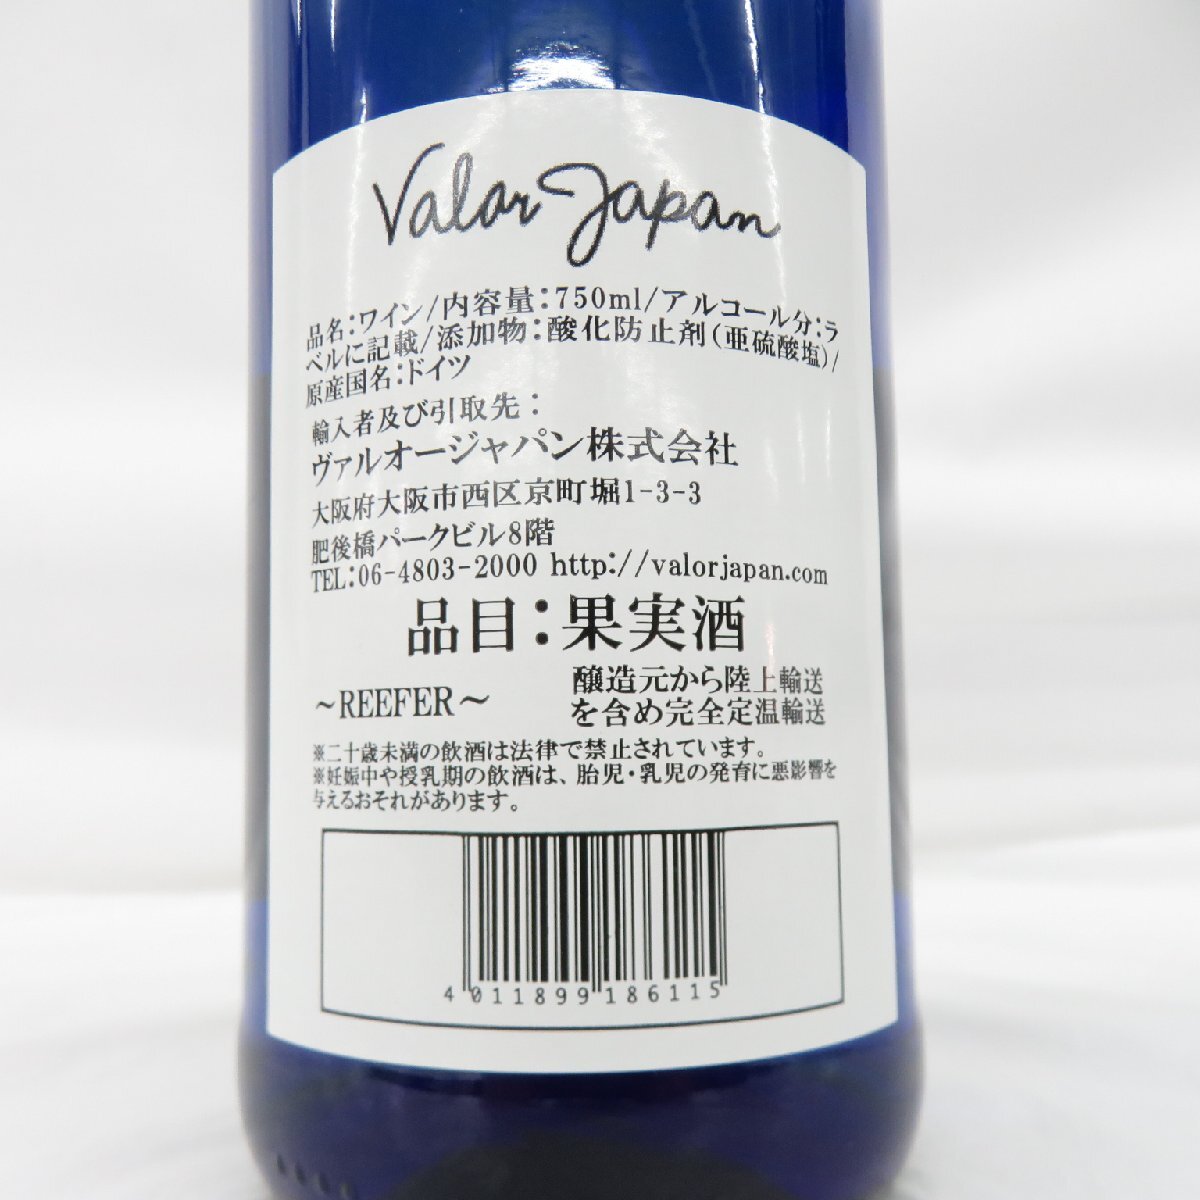 Valor Japan
品名:ワイン/内容量:750ml/アルコール分:ラ
ベルに記載/添加物:酸化防止剤(亜硫酸塩)/
原産国名:ドイツ
輸入者及び引取先:
ヴァルオージャパン株式会社
大阪府大阪市西区京町堀1-3-3
肥後橋パークビル8階
TEL:06-4803-2000 http://valorjapan.com
品目:果実酒
～REEFER～
醸造元から陸上輸送
を含め完全定温輸送
※二十歳未満の飲酒は法律で禁止されています。
※妊娠中や授乳期の飲酒は、胎児・乳児の発育に悪影響を
与えるおそれがあります。
4 011899 186115